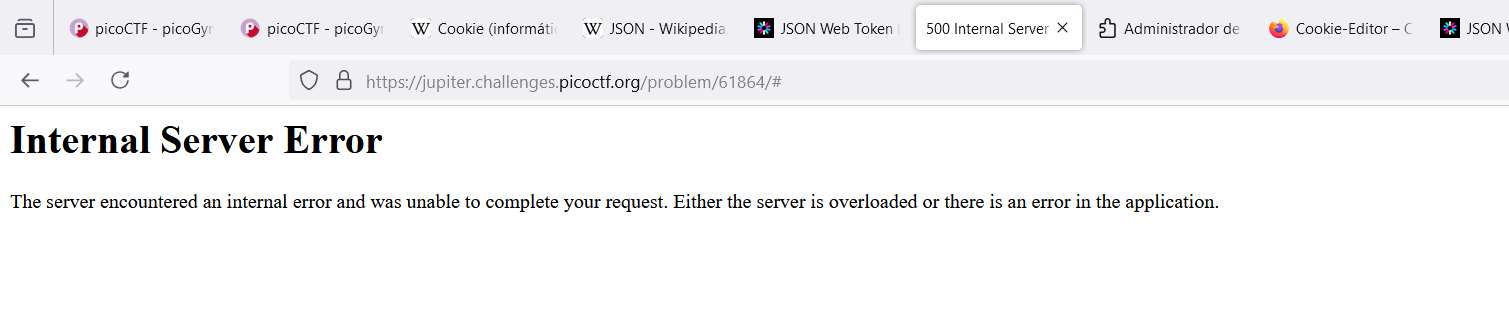 picoCTF - picoGyr
picoCTF - picoGyr
Cookie (informátic
JSON - Wikipedia,
JSON Web Token
500 Internal Server
Administrador de
Cookie-Editor – C
JSON W
https://jupiter.challenges.picoctf.org/problem/61864/#
Internal Server Error
The server encountered an internal error and was unable to complete your request. Either the server is overloaded or there is an error in the application.